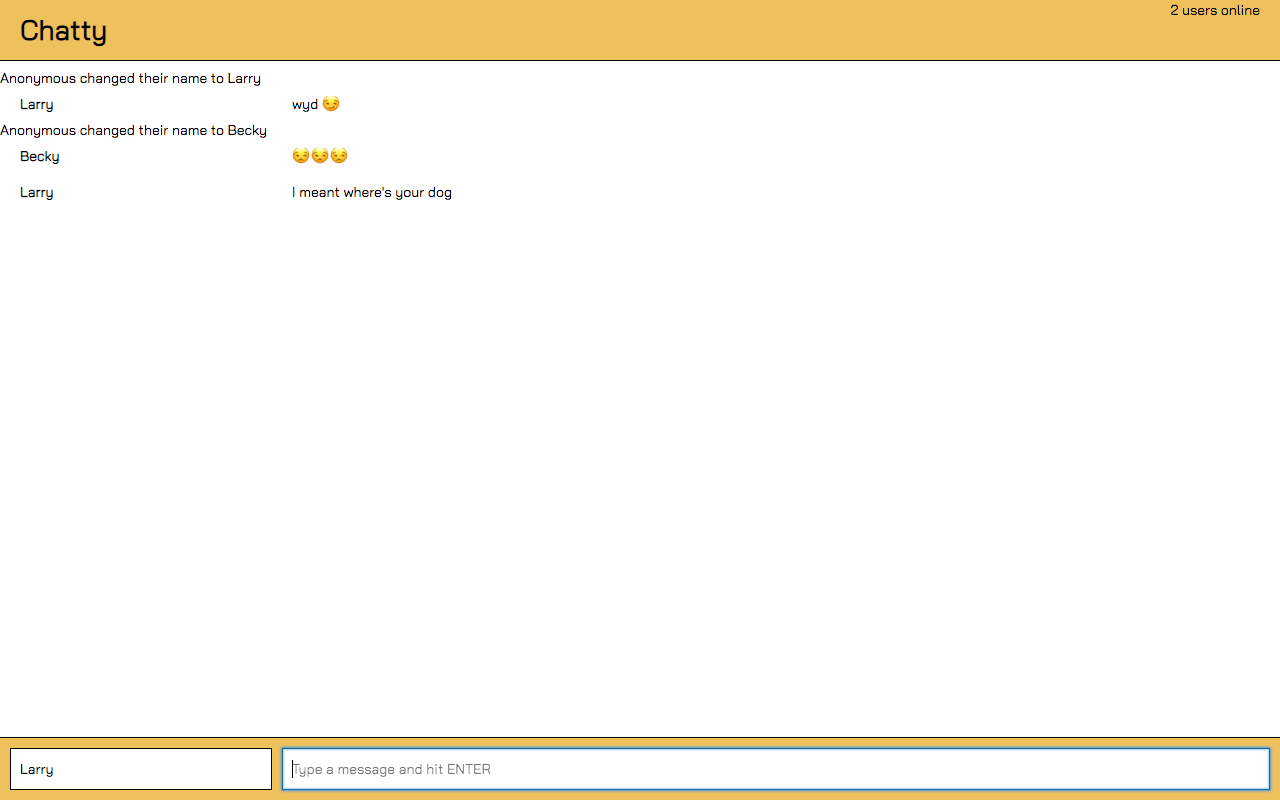 Chatty
2 users online
Anonymous changed their name to Larry
Larry wyd 😏
Anonymous changed their name to Becky
Becky 😒😒😒
Larry I meant where's your dog
Larry Type a message and hit ENTER